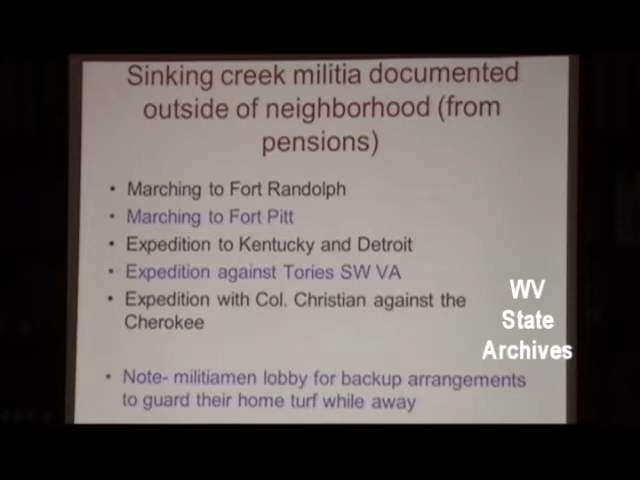 Sinking creek militia documented
outside of neighborhood (from
pensions)
• Marching to Fort Randolph
• Marching to Fort Pitt
• Expedition to Kentucky and Detroit
• Expedition against Tories SW VA
• Expedition with Col. Christian against the
Cherokee
• Note- militiamen lobby for backup arrangements
to guard their home turf while away
WV
State
Archives